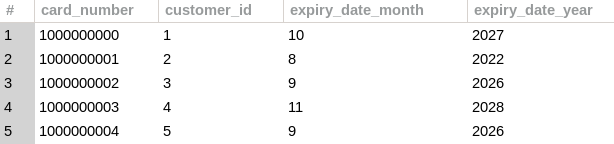 # card_number customer_id expiry_date_month expiry_date_year
1 1000000000 1 10 2027
2 1000000001 2 8 2022
3 1000000002 3 9 2026
4 1000000003 4 11 2028
5 1000000004 5 9 2026